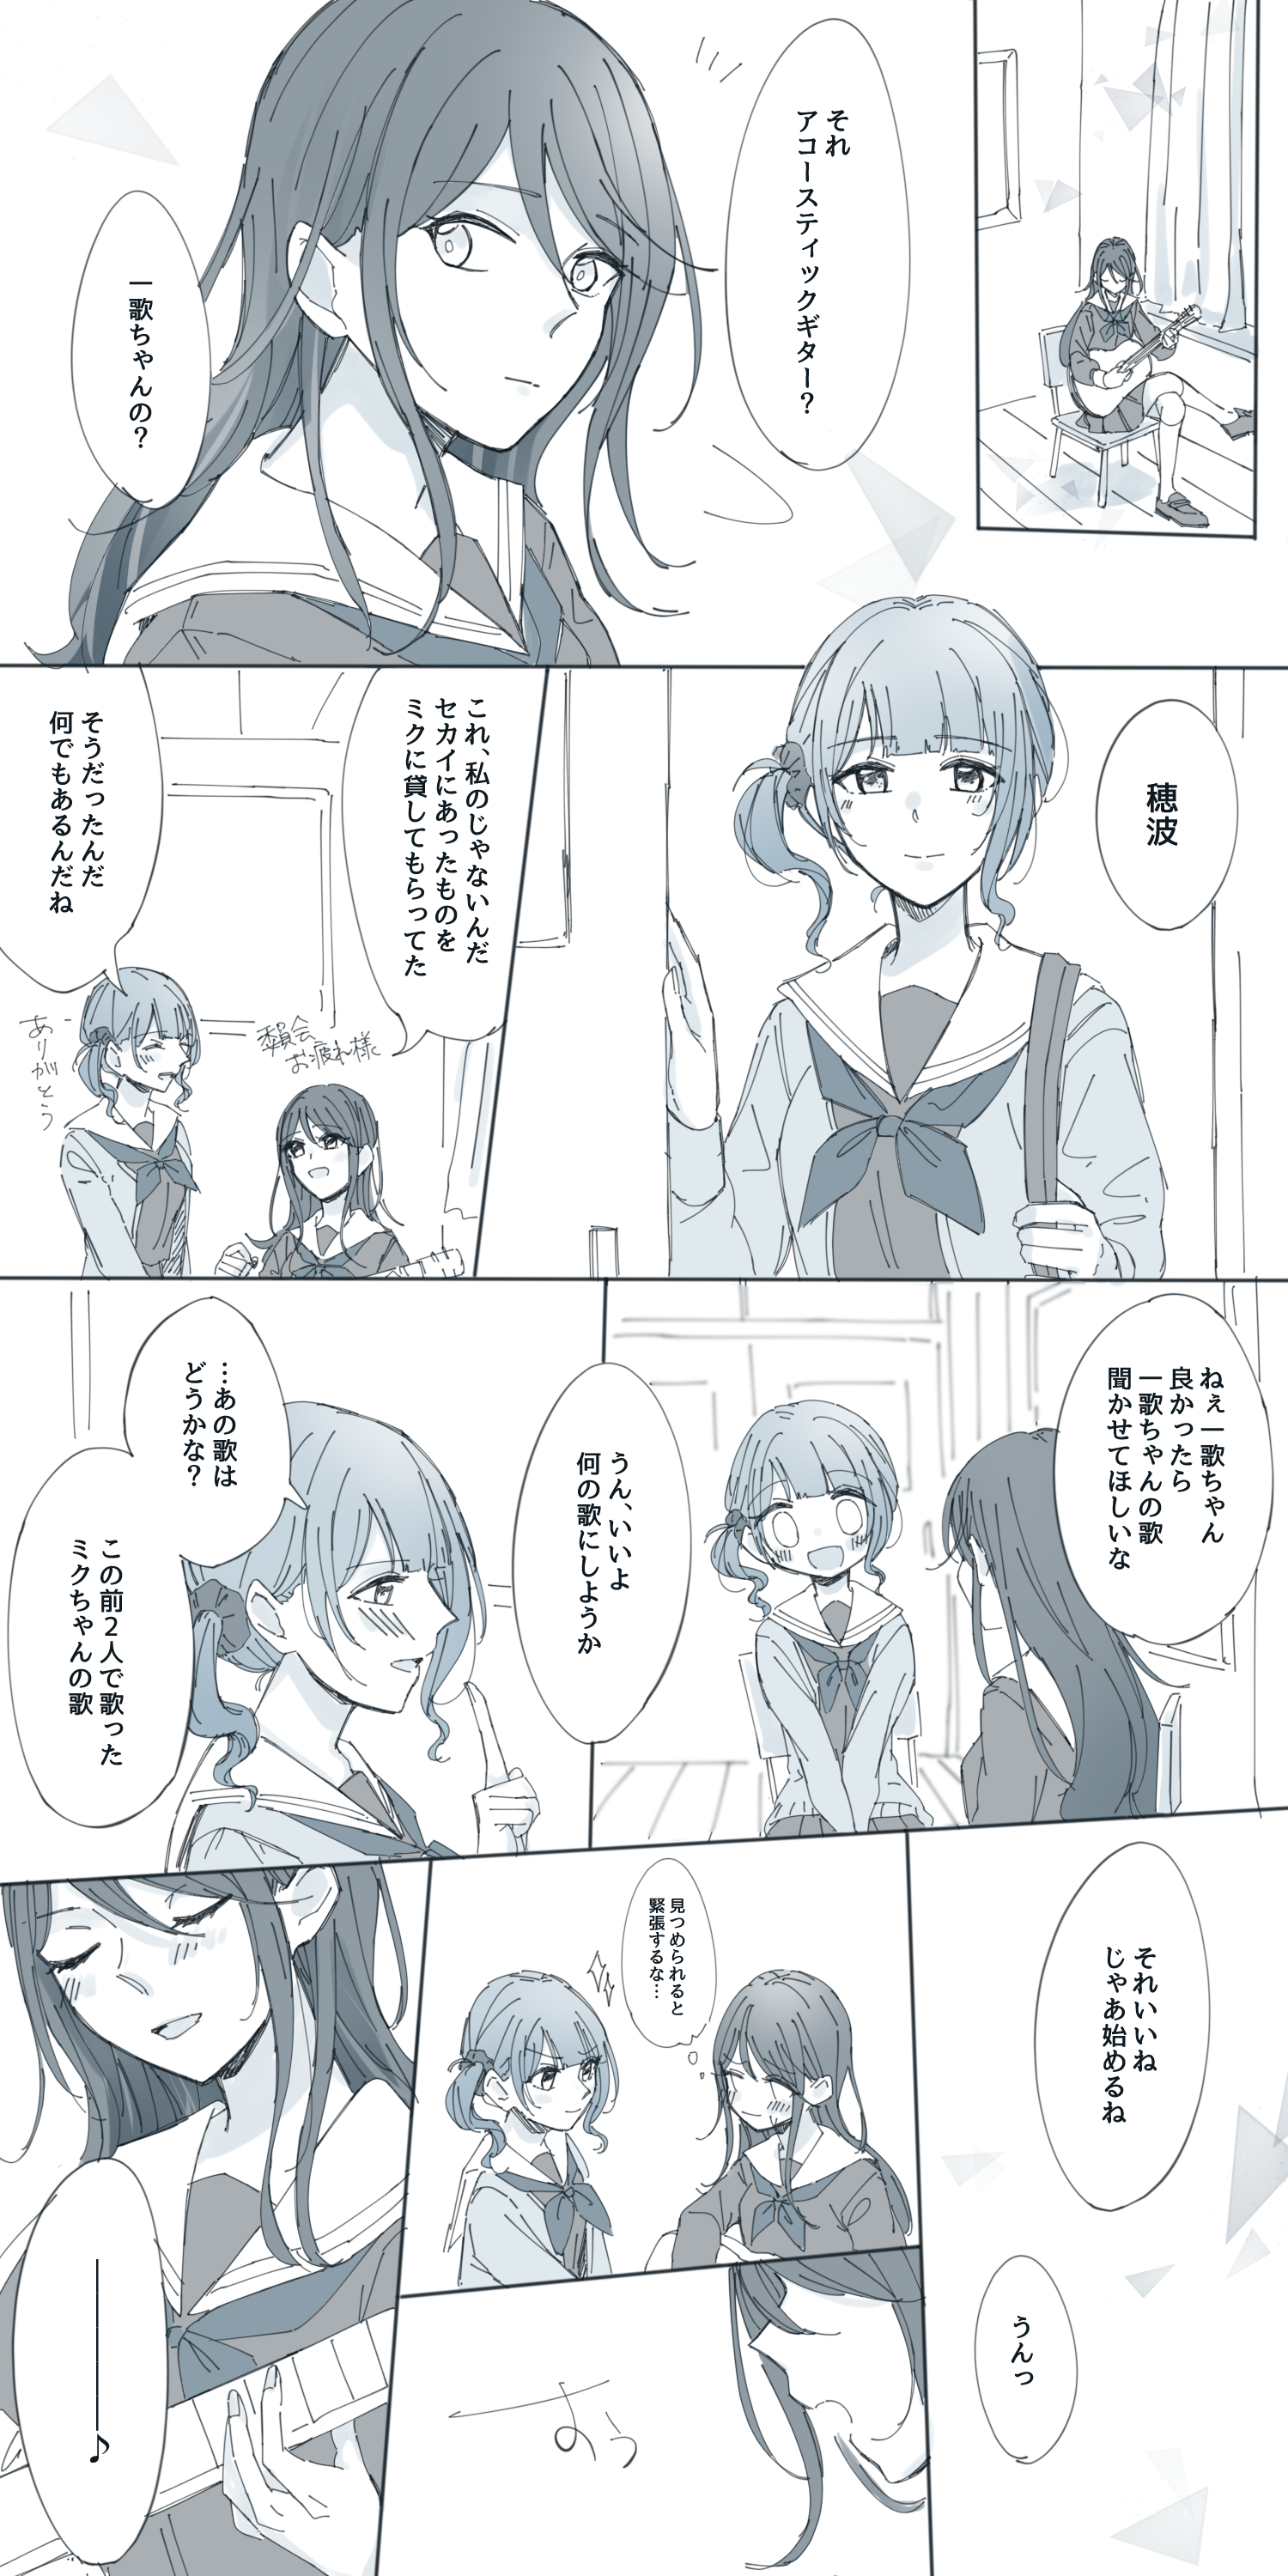 それ
アコースティックギター？
一歌ちゃんの？
穂波
これ、私のじゃないんだ
セカイにあったものを
ミクに貸してもらってた
委員会
お疲れ様
そうだったんだ
何でもあるんだね
ありがとう
ねぇ一歌ちゃん
良かったら
一歌ちゃんの歌
聞かせてほしいな
うん、いいよ
何の歌にしようか
…あの歌は
どうかな？
この前2人で歌った
ミクちゃんの歌
それいいね
じゃあ始めるね
うんっ
見つめられると
緊張するな…
すぅ
――――――♪